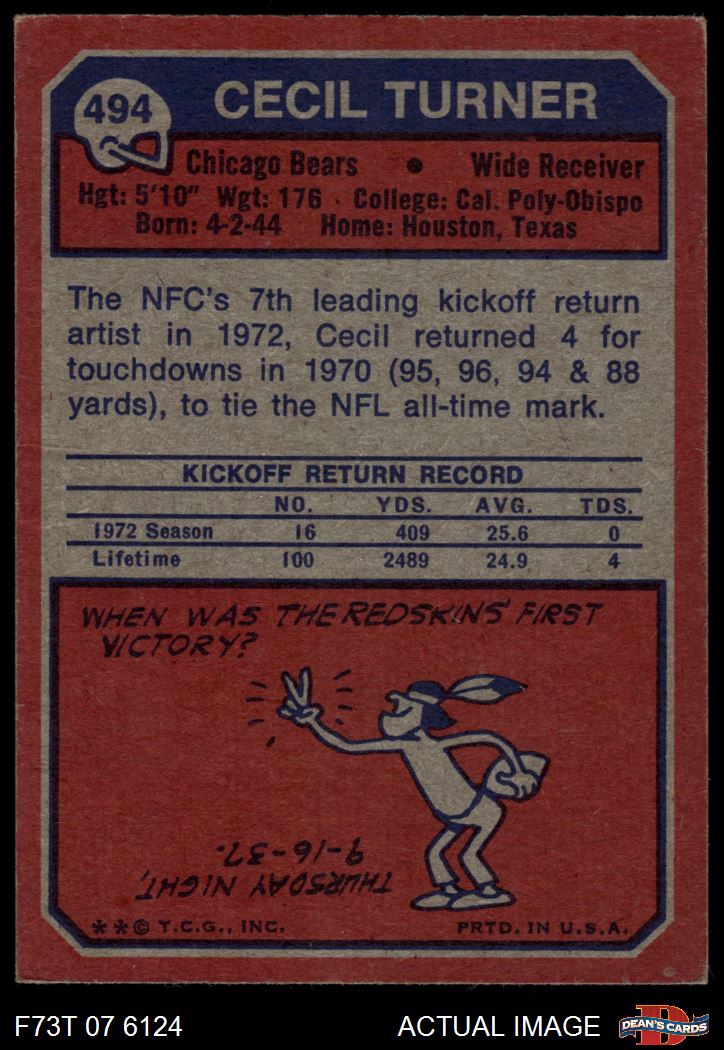 494
CECIL TURNER
Chicago Bears • Wide Receiver
Hgt: 5'10" Wgt: 176 · College: Cal. Poly-Obispo
Born: 4-2-44 Home: Houston, Texas
The NFC's 7th leading kickoff return
artist in 1972, Cecil returned 4 for
touchdowns in 1970 (95, 96, 94 & 88
yards), to tie the NFL all-time mark.
KICKOFF RETURN RECORD
NO. YDS. AVG. TDS.
1972 Season 16 409 25.6 0
Lifetime 100 2489 24.9 4
WHEN WAS THE REDSKINS' FIRST
VICTORY?
THURSDAY NIGHT,
9-16-37.
**© T.C.G., INC. PRTD. IN U.S.A.
F73T 07 6124 ACTUAL IMAGE
D
DEAN'S CARDS